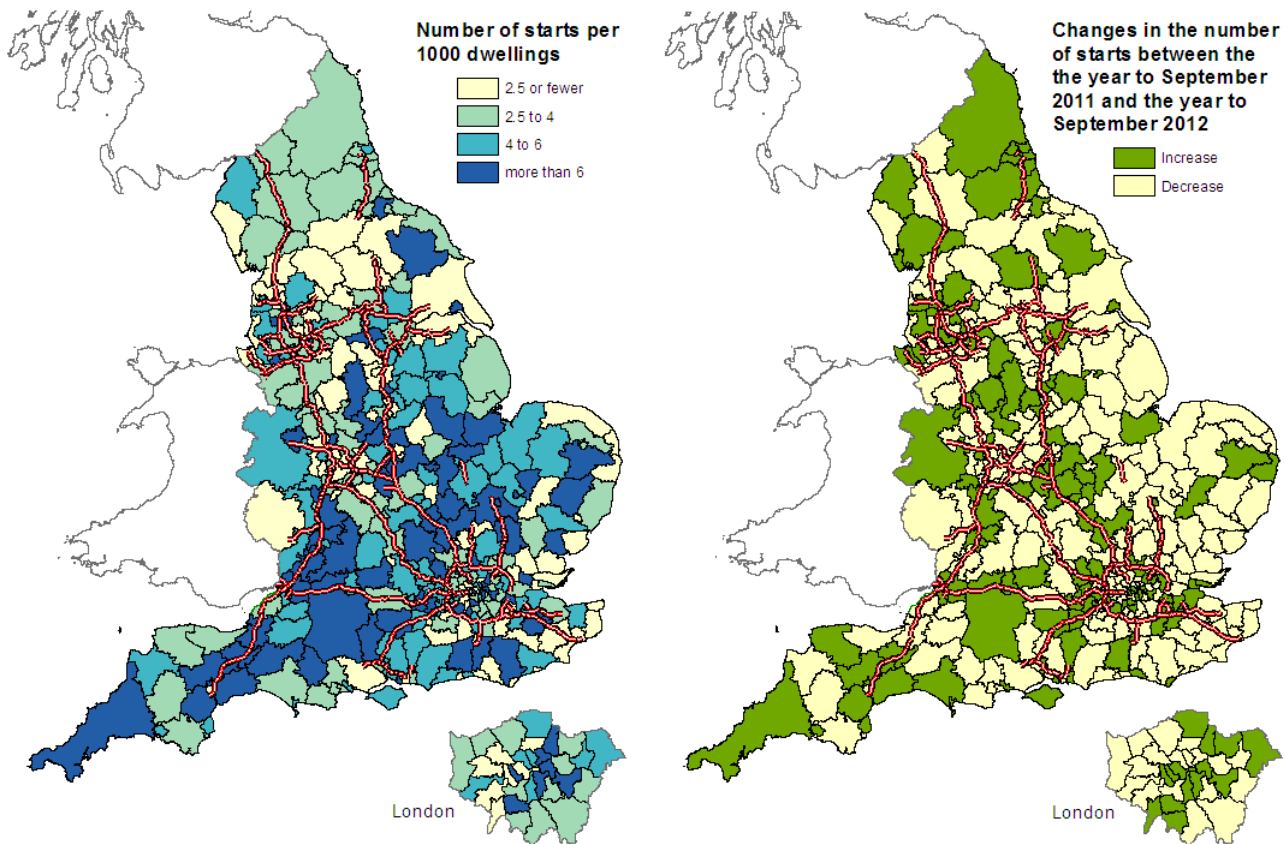 Number of starts per
1000 dwellings
2.5 or fewer
2.5 to 4
4 to 6
more than 6
London
Changes in the number
of starts between the
the year to September
2011 and the year to
September 2012
Increase
Decrease
London